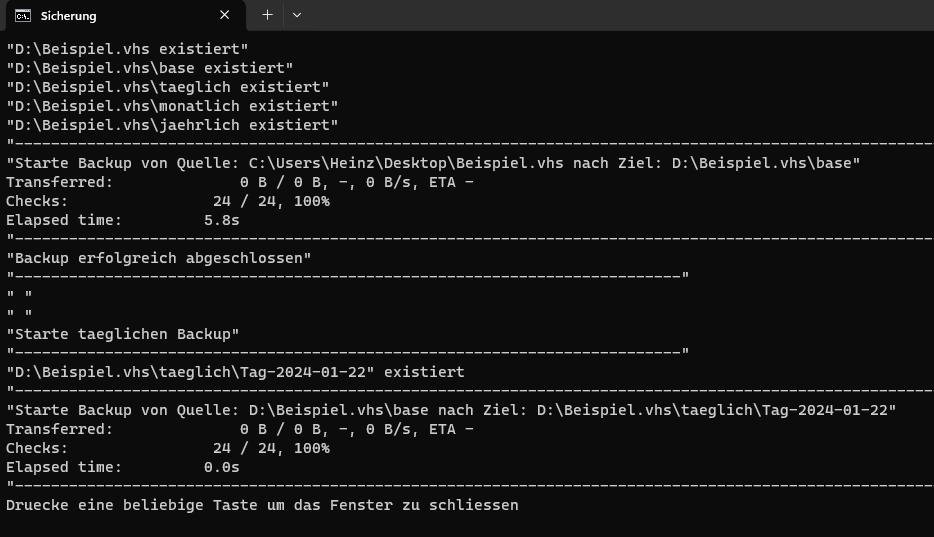 Sicherung
"D:\Beispiel.vhs existiert"
"D:\Beispiel.vhs\base existiert"
"D:\Beispiel.vhs\taeglich existiert"
"D:\Beispiel.vhs\monatlich existiert"
"D:\Beispiel.vhs\jaehrlich existiert"
"-------------------------------------------------------------------------------------------------------
"Starte Backup von Quelle: C:\Users\Heinz\Desktop\Beispiel.vhs nach Ziel: D:\Beispiel.vhs\base"
Transferred:              0 B / 0 B, -, 0 B/s, ETA -
Checks:                24 / 24, 100%
Elapsed time:         5.8s
"-------------------------------------------------------------------------------------------------------
"Backup erfolgreich abgeschlossen"
"--------------------------------------------------------------------------"
" "
" "
"Starte taeglichen Backup"
"--------------------------------------------------------------------------"
"D:\Beispiel.vhs\taeglich\Tag-2024-01-22" existiert
"-------------------------------------------------------------------------------------------------------
"Starte Backup von Quelle: D:\Beispiel.vhs\base nach Ziel: D:\Beispiel.vhs\taeglich\Tag-2024-01-22"
Transferred:              0 B / 0 B, -, 0 B/s, ETA -
Checks:                24 / 24, 100%
Elapsed time:         0.0s
"-------------------------------------------------------------------------------------------------------
Druecke eine beliebige Taste um das Fenster zu schliessen